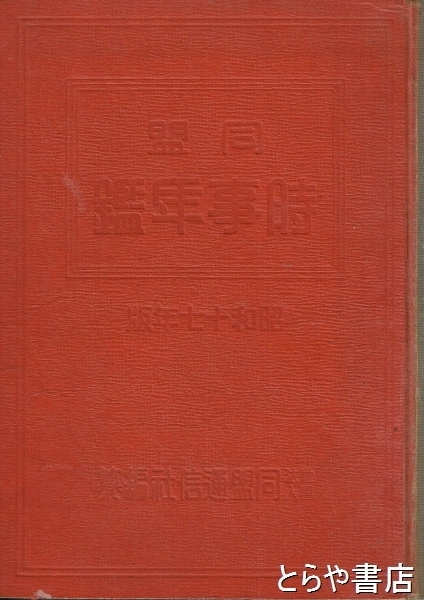 同盟
時事年鑑
昭和十七年版
同盟通信社編纂
とらや書店